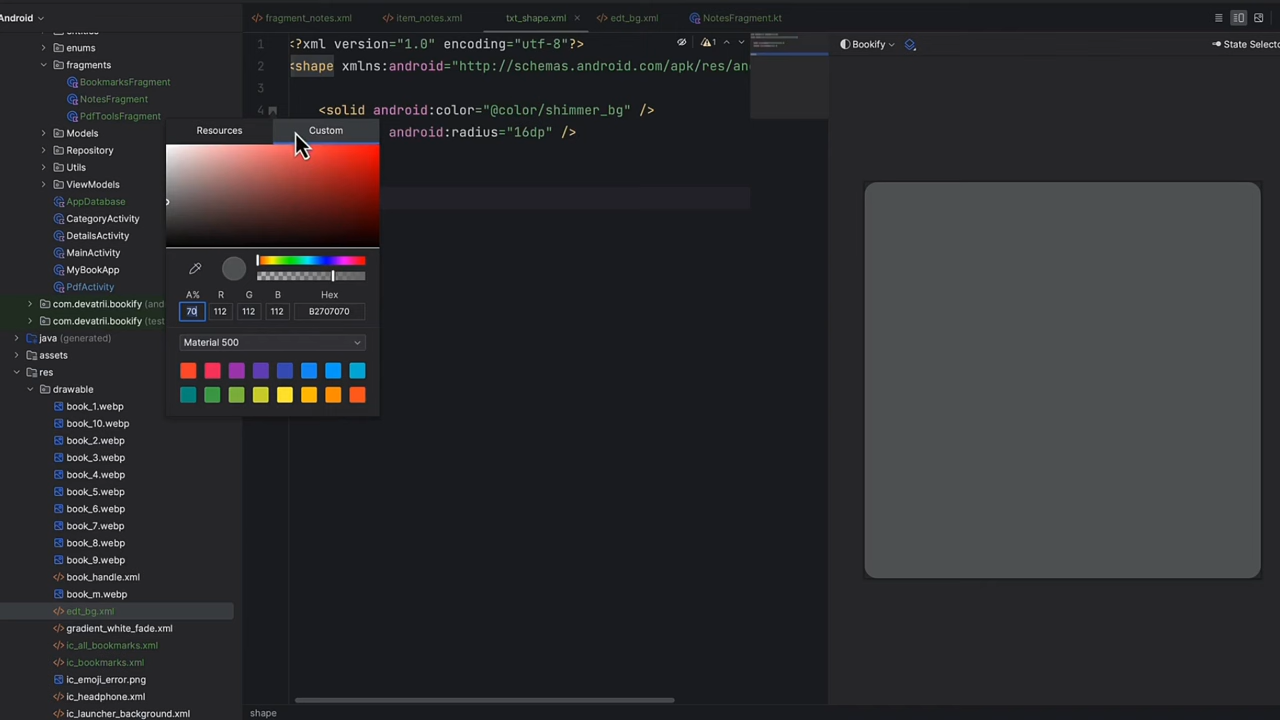 Android
fragment_notes.xml
item_notes.xml
txt_shape.xml
edt_bg.xml
NotesFragment.kt
enums
fragments
BookmarksFragment
NotesFragment
PdfToolsFragment
Models
Repository
Utils
ViewModels
AppDatabase
CategoryActivity
DetailsActivity
MainActivity
MyBookApp
PdfActivity
com.devatrii.bookify (and
com.devatrii.bookify (test
java (generated)
assets
res
drawable
book_1.webp
book_10.webp
book_2.webp
book_3.webp
book_4.webp
book_5.webp
book_6.webp
book_7.webp
book_8.webp
book_9.webp
book_handle.xml
book_m.webp
edt_bg.xml
gradient_white_fade.xml
ic_all_bookmarks.xml
ic_bookmarks.xml
ic_emoji_error.png
ic_headphone.xml
ic_launcher_background.xml
1 <?xml version="1.0" encoding="utf-8"?>
2 <shape xmlns:android="http://schemas.android.com/apk/res/an
3
4 <solid android:color="@color/shimmer_bg" />
android:radius="16dp" />
1
Resources Custom
A% R G B Hex
70 112 112 112 B2707070
Material 500
Bookify
State Selecto
shape